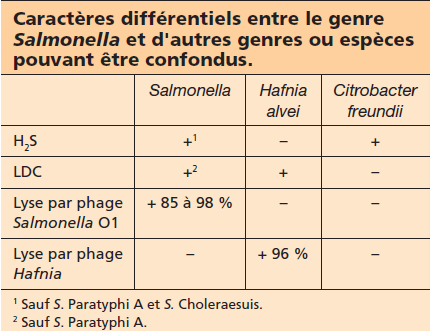 Caractères différentiels entre le genre
Salmonella et d'autres genres ou espèces
pouvant être confondus.
Salmonella Hafnia alvei Citrobacter freundii
H₂S +¹ – +
LDC +² + –
Lyse par phage Salmonella O1 + 85 à 98 % – –
Lyse par phage Hafnia – + 96 % –
¹ Sauf S. Paratyphi A et S. Choleraesuis.
² Sauf S. Paratyphi A.